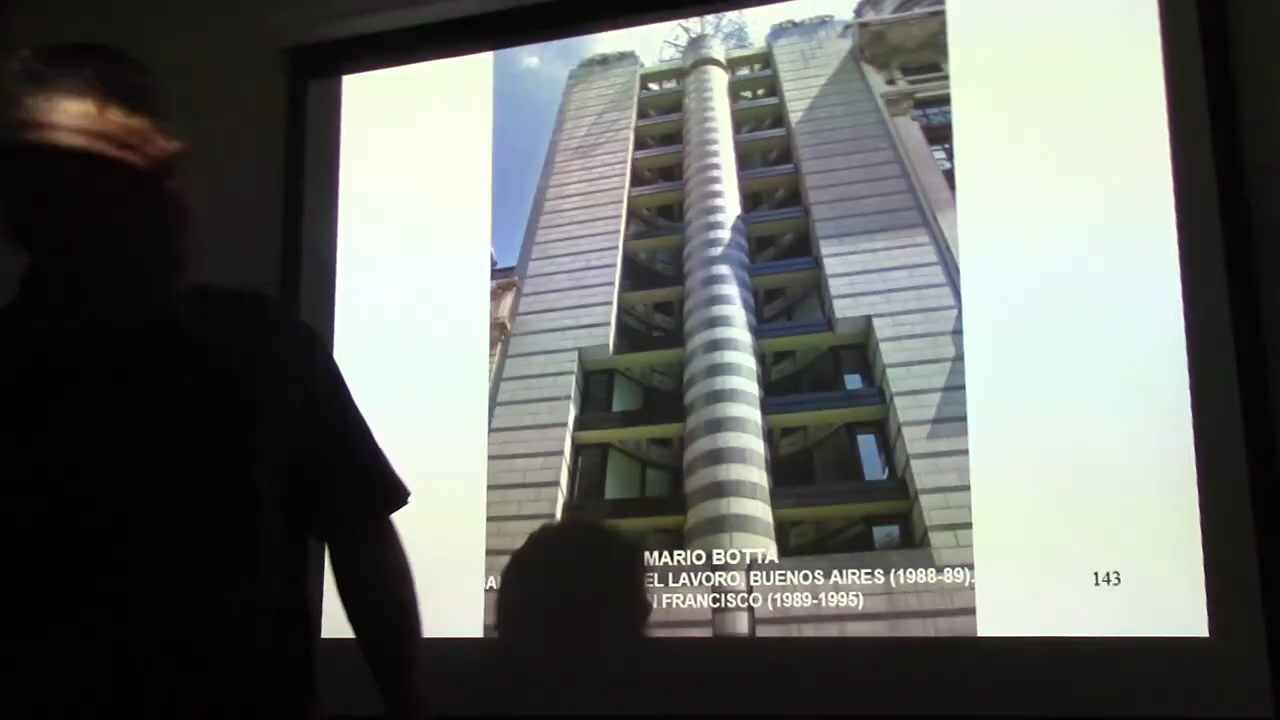 MARIO BOTTA
EL LAVORO, BUENOS AIRES (1988-89).
FRANCISCO (1989-1995)
143